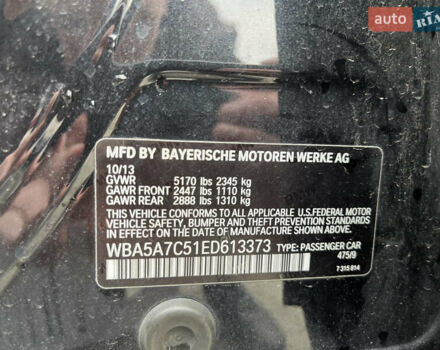 auto RIA
MFD BY BAYERISCHE MOTOREN WERKE AG
10/13
GVWR 5170 lbs 2345 kg
GAWR FRONT 2447 lbs 1110 kg
GAWR REAR 2888 lbs 1310 kg
THIS VEHICLE CONFORMS TO ALL APPLICABLE U.S.FEDERAL MOTOR
VEHICLE SAFETY, BUMPER, AND THEFT PREVENTION STANDARDS
IN EFFECT ON THE DATE OF MANUFACTURE SHOWN ABOVE.
WBA5A7C51ED613373 TYPE: PASSENGER CAR
475/9
7 315 814